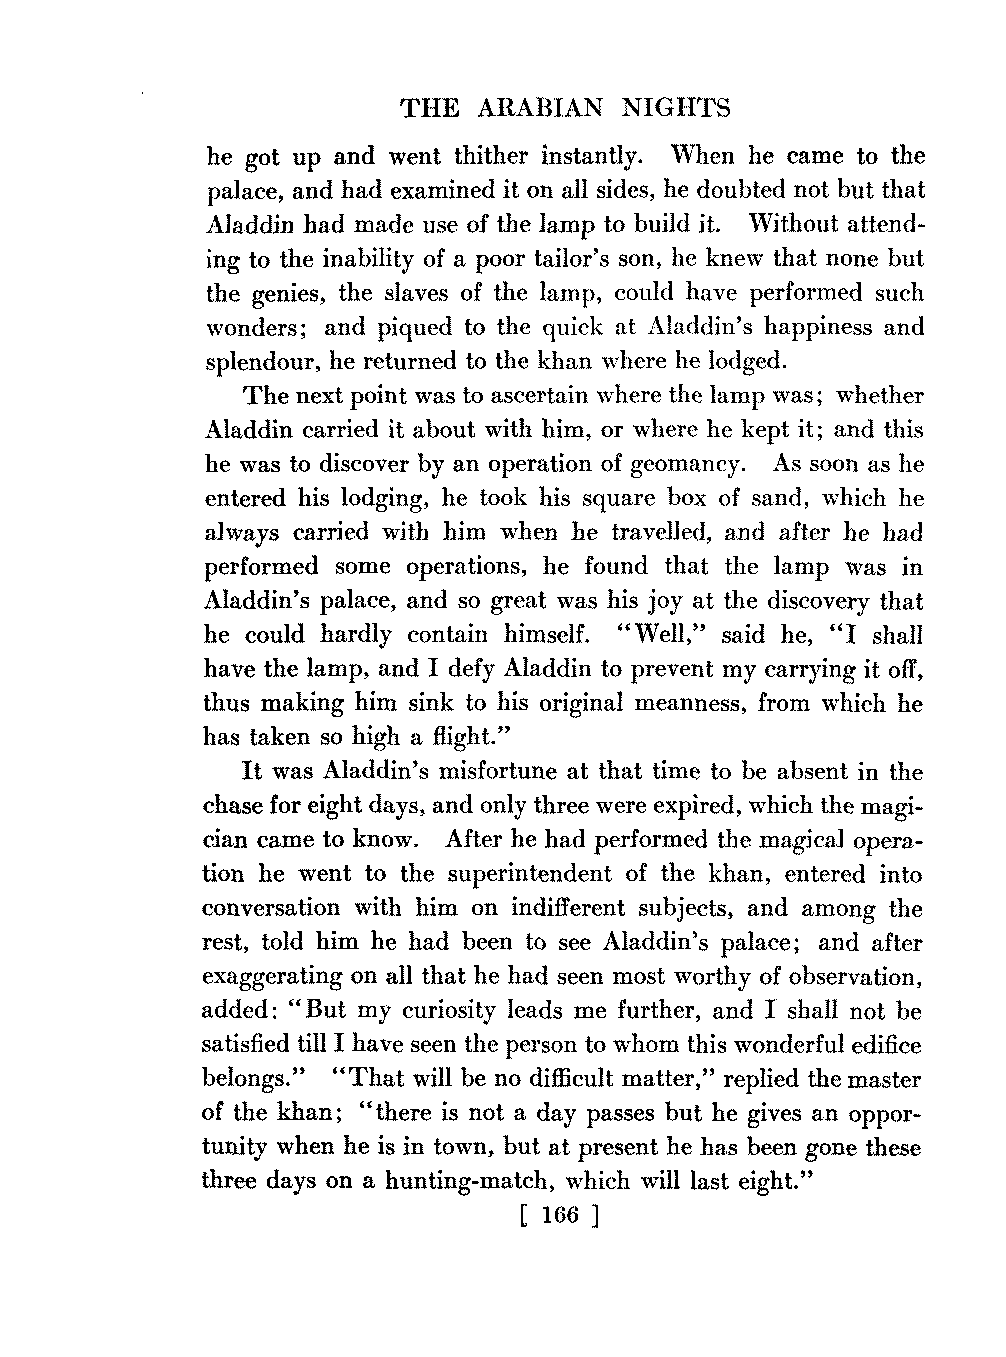 THE ARABIAN NIGHTS
he got up and went thither instantly. When he came to the
palace, and had examined it on all sides, he doubted not but that
Aladdin had made use of the lamp to build it. Without attend-
ing to the inability of a poor tailor's son, he knew that none but
the genies, the slaves of the lamp, could have performed such
wonders; and piqued to the quick at Aladdin's happiness and
splendour, he returned to the khan where he lodged.
The next point was to ascertain where the lamp was; whether
Aladdin carried it about with him, or where he kept it; and this
he was to discover by an operation of geomancy. As soon as he
entered his lodging, he took his square box of sand, which he
always carried with him when he travelled, and after he had
performed some operations, he found that the lamp was in
Aladdin's palace, and so great was his joy at the discovery that
he could hardly contain himself. "Well," said he, "I shall
have the lamp, and I defy Aladdin to prevent my carrying it off,
thus making him sink to his original meanness, from which he
has taken so high a flight."
It was Aladdin's misfortune at that time to be absent in the
chase for eight days, and only three were expired, which the magi-
cian came to know. After he had performed the magical opera-
tion he went to the superintendent of the khan, entered into
conversation with him on indifferent subjects, and among the
rest, told him he had been to see Aladdin's palace; and after
exaggerating on all that he had seen most worthy of observation,
added: "But my curiosity leads me further, and I shall not be
satisfied till I have seen the person to whom this wonderful edifice
belongs." "That will be no difficult matter," replied the master
of the khan; "there is not a day passes but he gives an oppor-
tunity when he is in town, but at present he has been gone these
three days on a hunting-match, which will last eight."
[ 166 ]